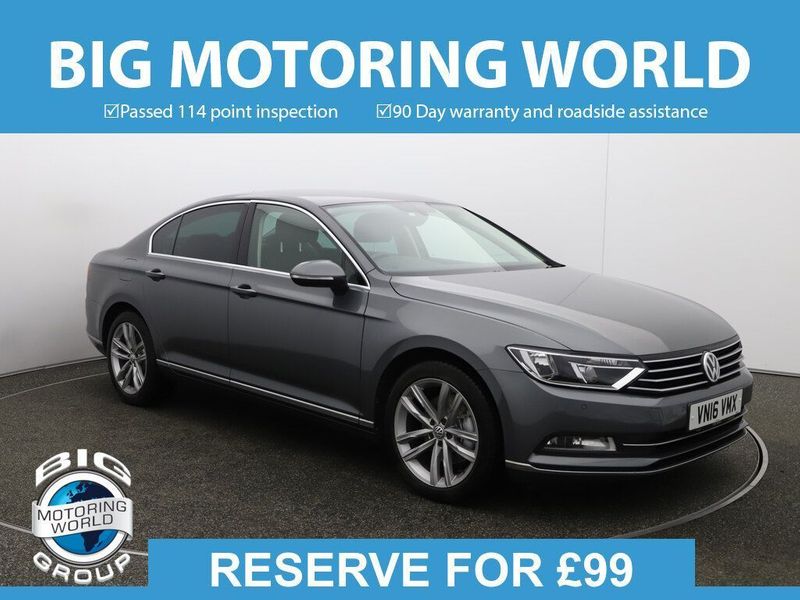 BIG MOTORING WORLD
☑Passed 114 point inspection ☑90 Day warranty and roadside assistance
VN16 VMX
BIG
MOTORING
WORLD
GROUP
RESERVE FOR £99